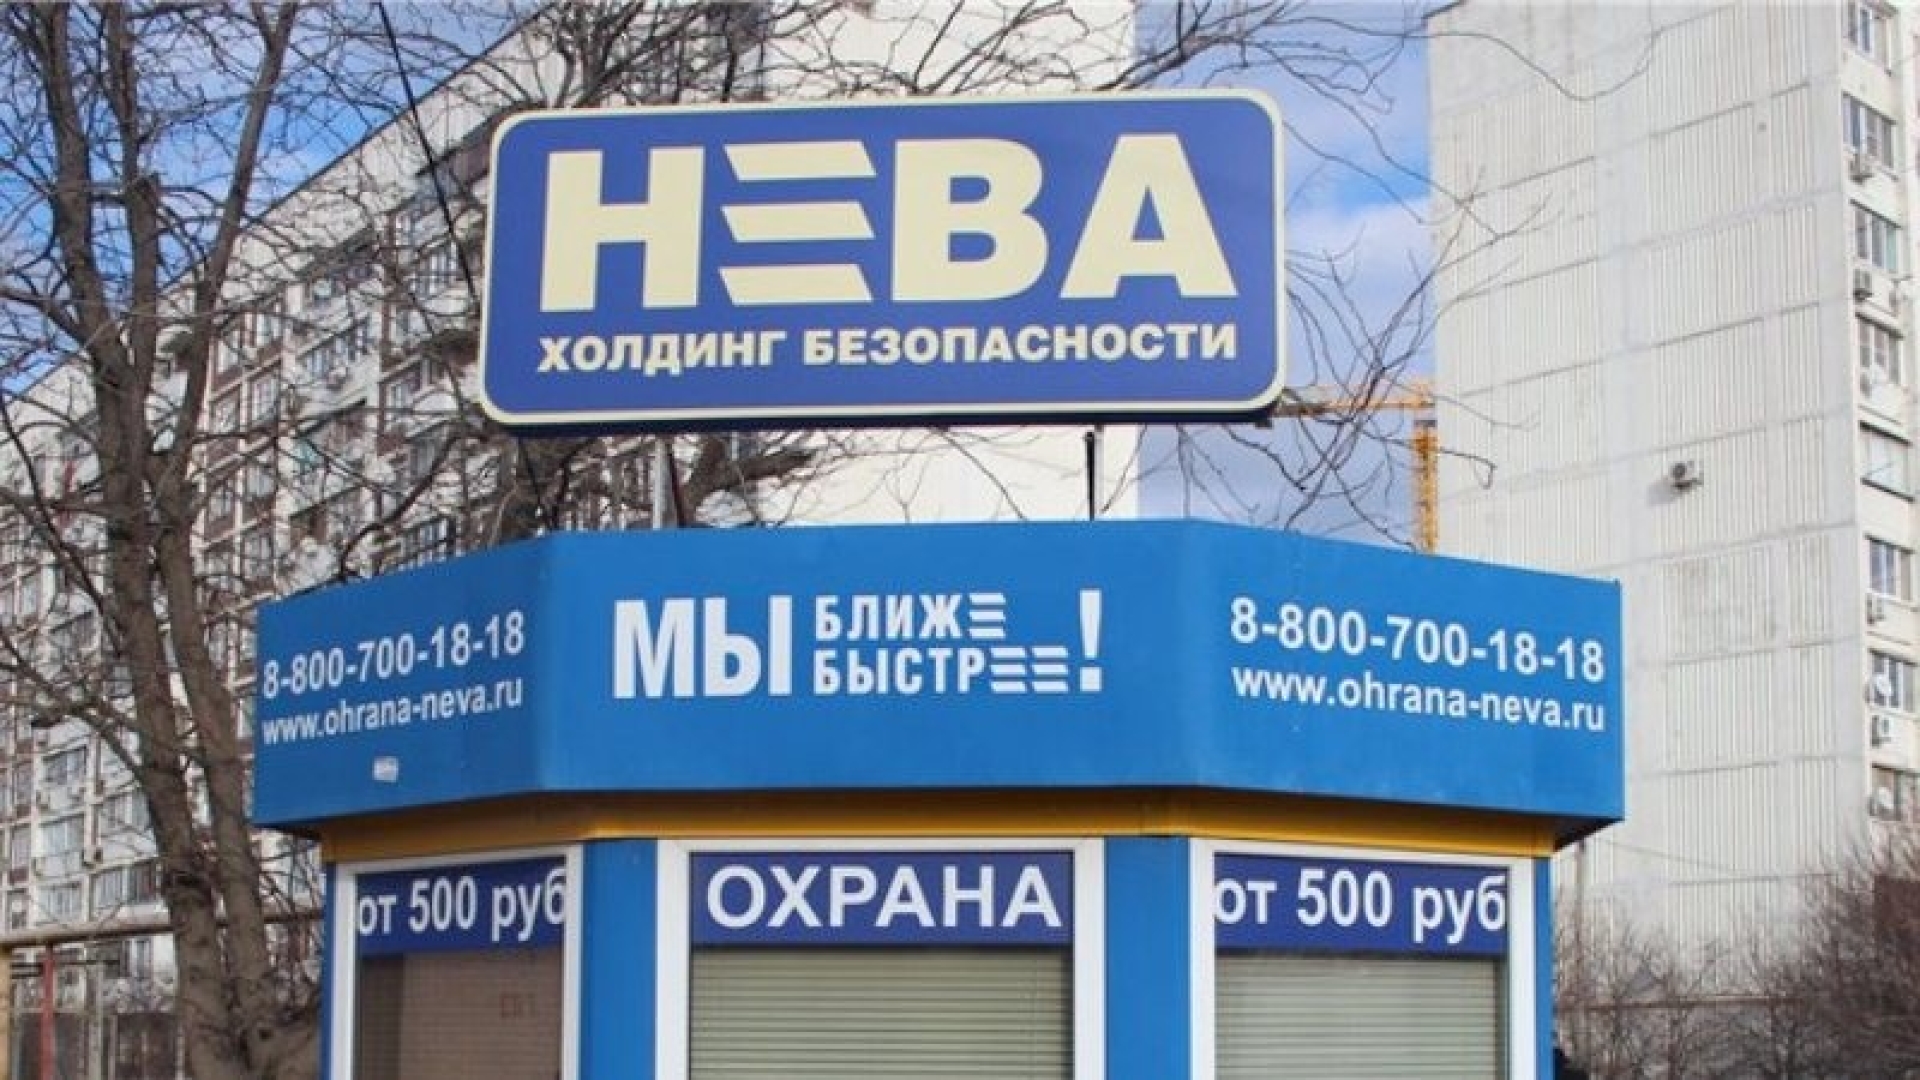 НЕВА
ХОЛДИНГ БЕЗОПАСНОСТИ
8-800-700-18-18
www.ohrana-neva.ru
МЫ БЛИЖЕ
БЫСТРЕЕ!
8-800-700-18-18
www.ohrana-neva.ru
от 500 руб
ОХРАНА
от 500 руб